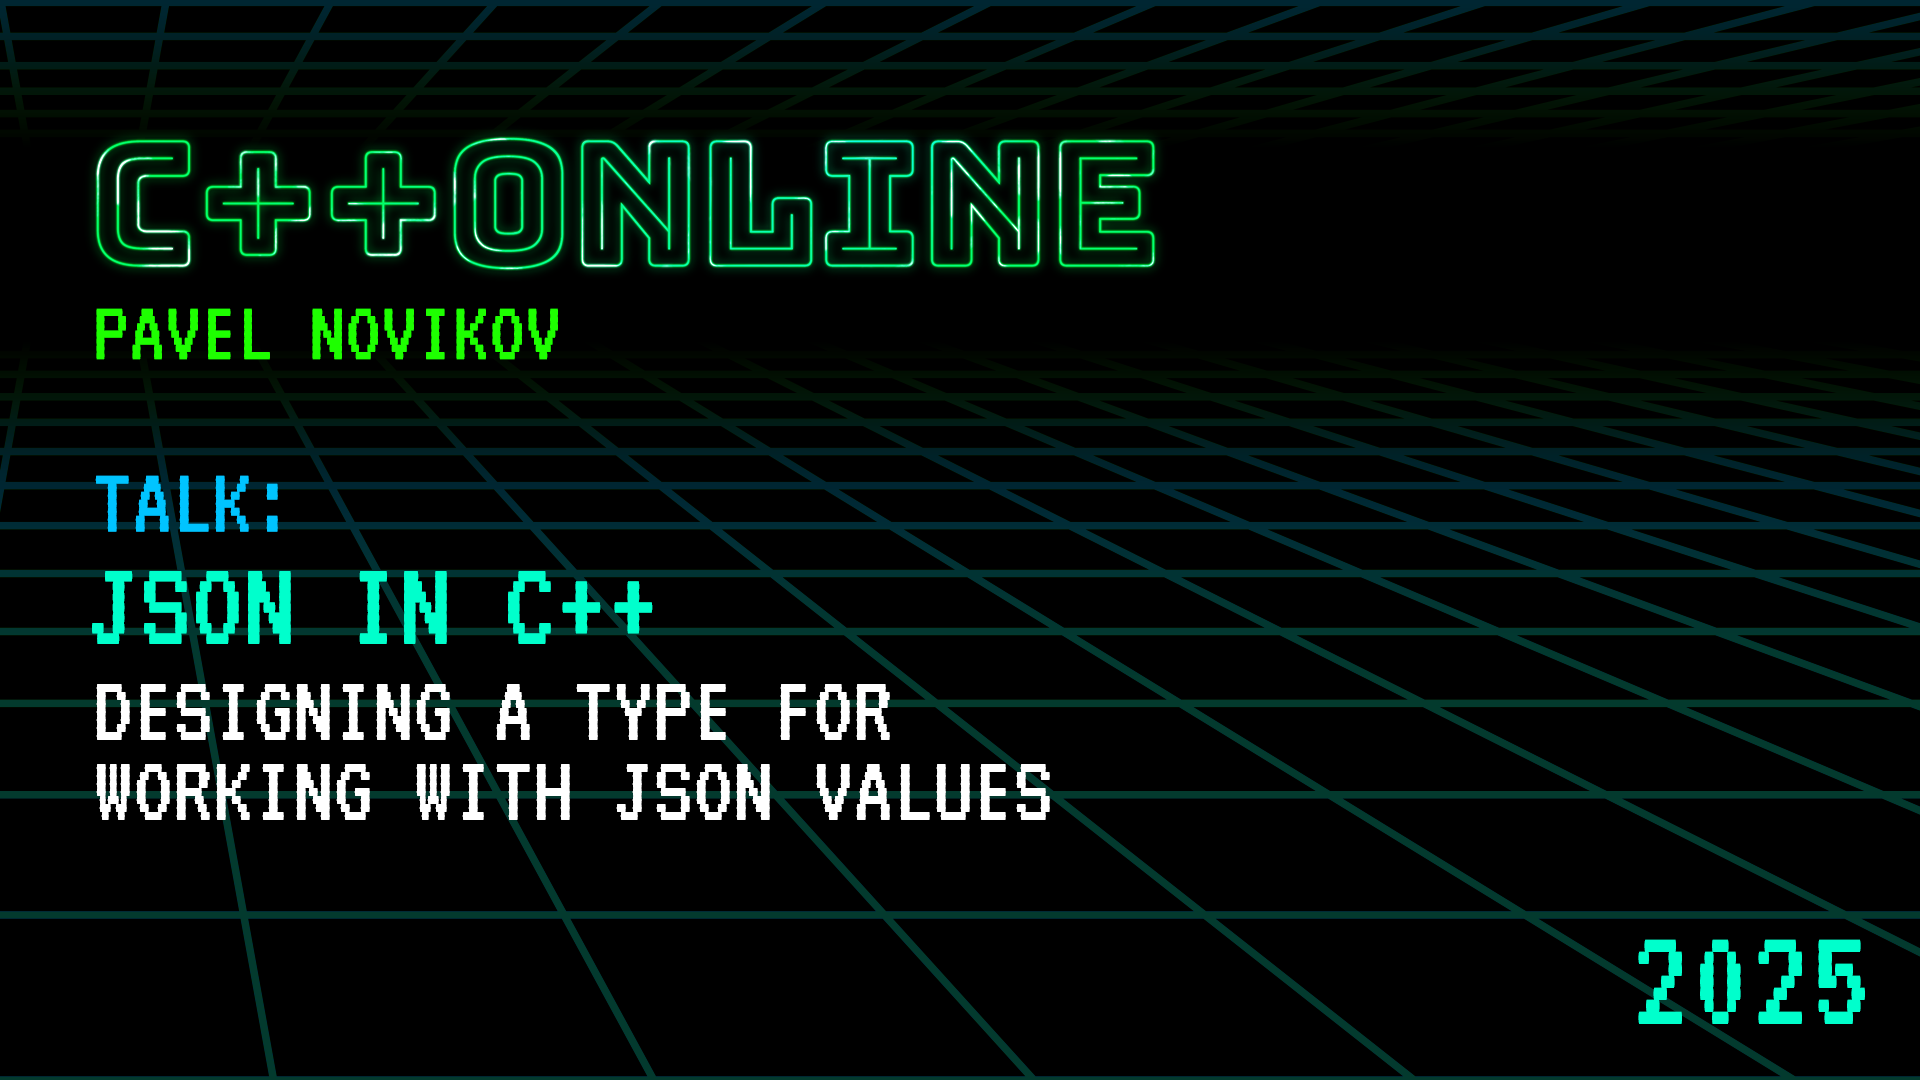 C++ONLINE
PAVEL NOVIKOV
TALK:
JSON IN C++
DESIGNING A TYPE FOR
WORKING WITH JSON VALUES
2025